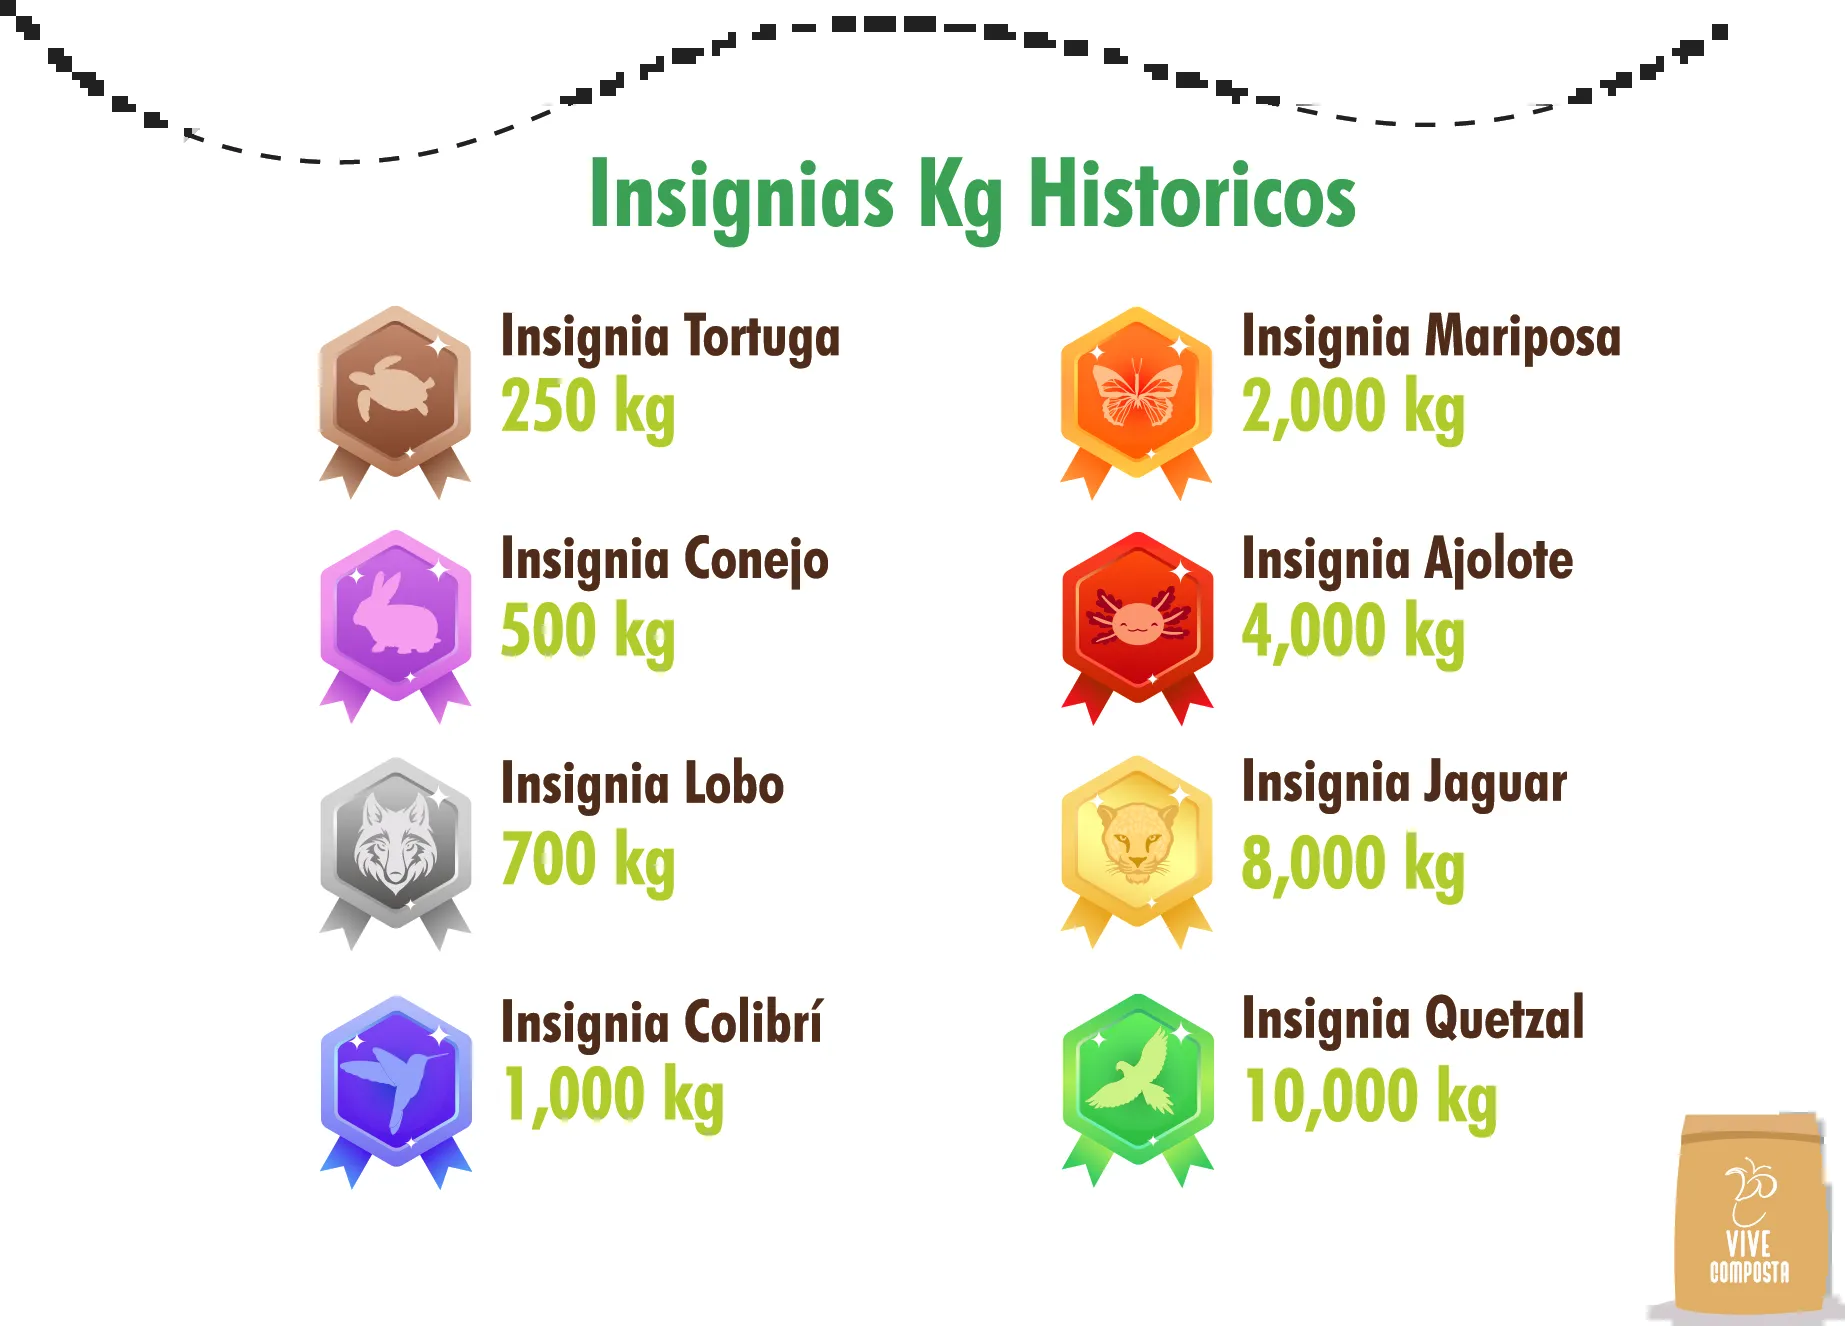 Insignias Kg Historicos
Insignia Tortuga
250 kg
Insignia Conejo
500 kg
Insignia Lobo
700 kg
Insignia Colibrí
1,000 kg
Insignia Mariposa
2,000 kg
Insignia Ajolote
4,000 kg
Insignia Jaguar
8,000 kg
Insignia Quetzal
10,000 kg
VIVE
COMPOSTA